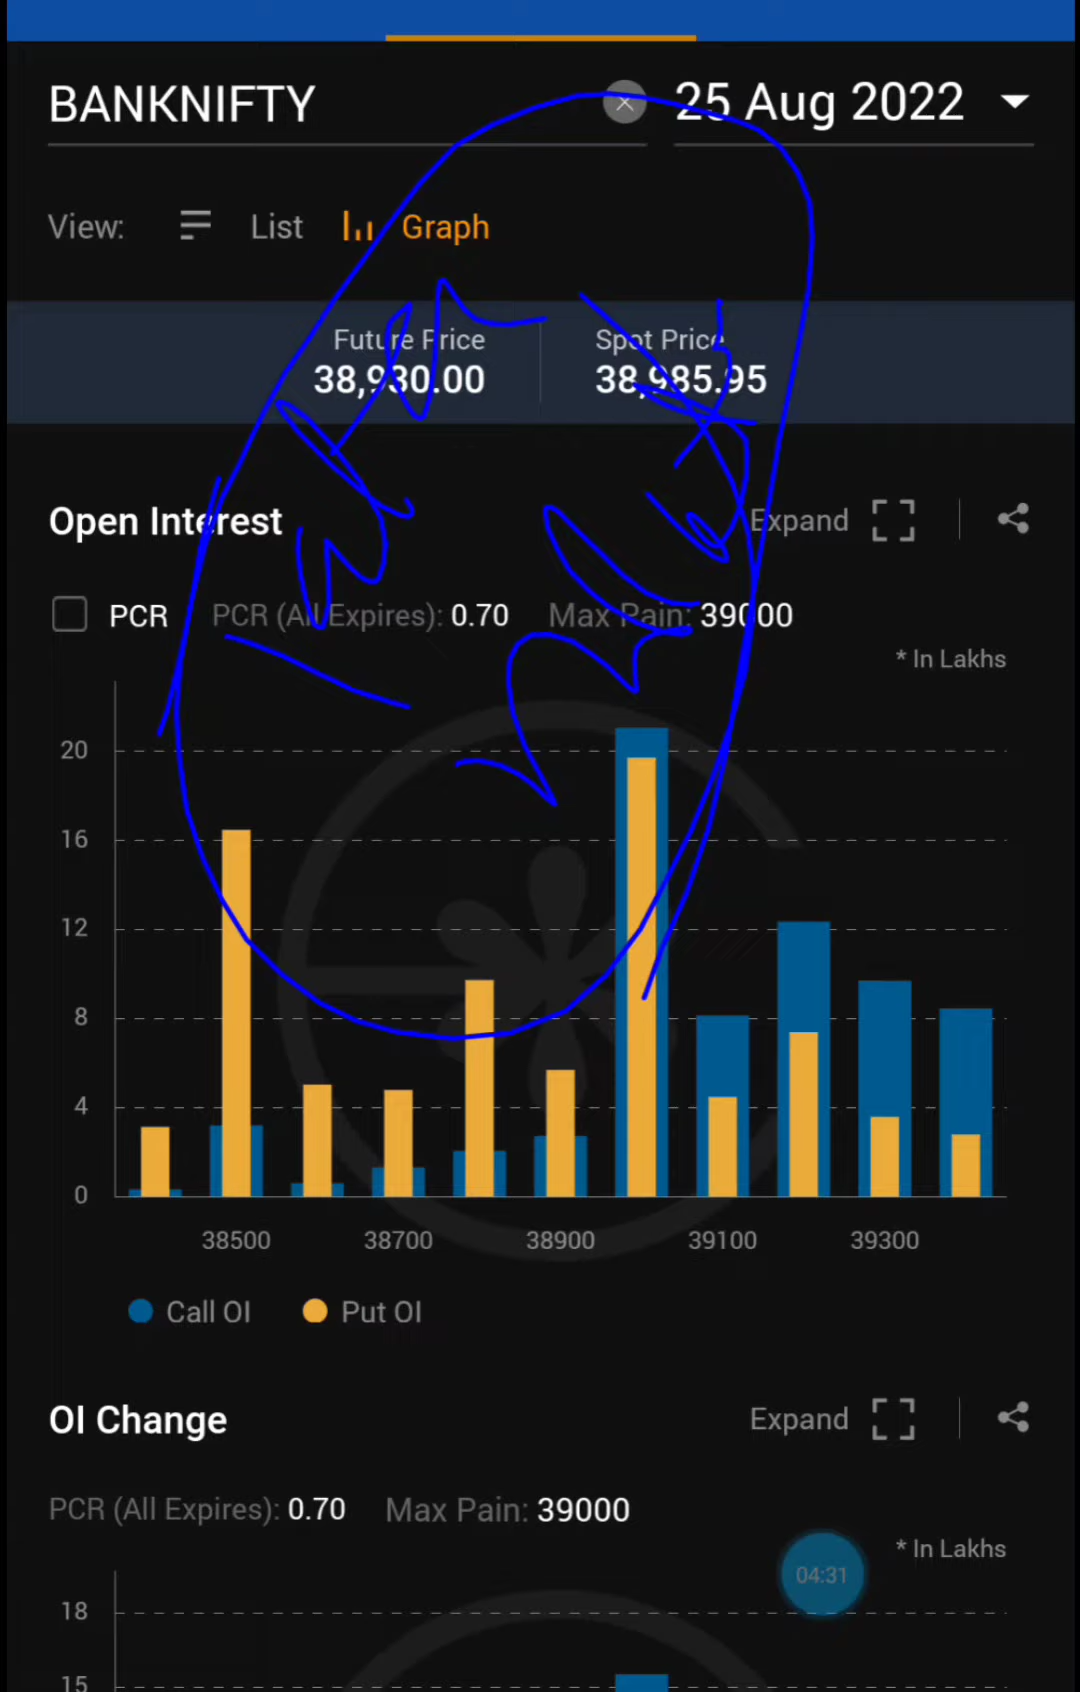 BANKNIFTY 25 Aug 2022
View: List Graph
Future Price Spot Price
38,930.00 38,985.95
Open Interest Expand
PCR PCR (All Expires): 0.70 Max Pain: 39000
* In Lakhs
20
16
12
8
4
0
38500 38700 38900 39100 39300
Call OI Put OI
OI Change Expand
PCR (All Expires): 0.70 Max Pain: 39000
* In Lakhs
04:31
18
15